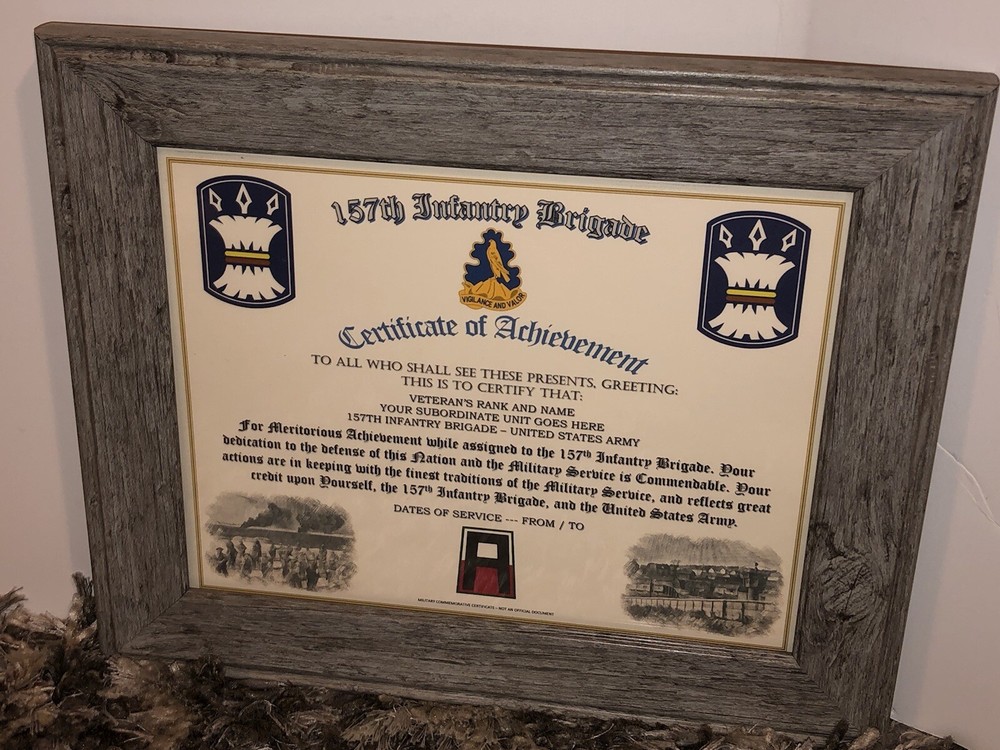 157th Infantry Brigade
VIGILANCE AND VALOR
Certificate of Achievement
TO ALL WHO SHALL SEE THESE PRESENTS, GREETING:
THIS IS TO CERTIFY THAT:
VETERAN'S RANK AND NAME
YOUR SUBORDINATE UNIT GOES HERE
157TH INFANTRY BRIGADE – UNITED STATES ARMY
For Meritorious Achievement while assigned to the 157th Infantry Brigade. Your
dedication to the defense of this Nation and the Military Service is Commendable. Your
actions are in keeping with the finest traditions of the Military Service, and reflects great
credit upon Yourself, the 157th Infantry Brigade, and the United States Army.
DATES OF SERVICE --- FROM / TO
A
MILITARY COMMEMORATIVE CERTIFICATE – NOT AN OFFICIAL DOCUMENT